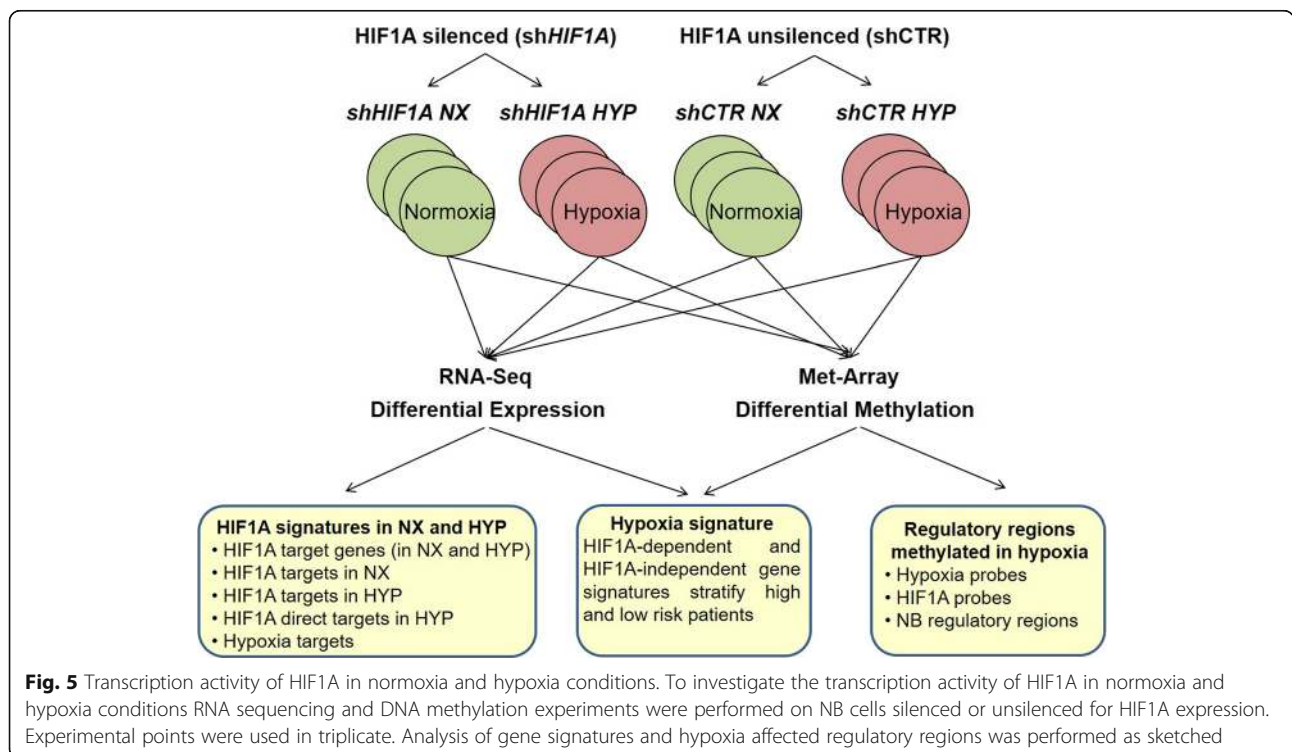 HIF1A silenced (shHIF1A)
HIF1A unsilenced (shCTR)
shHIF1A NX
shHIF1A HYP
shCTR NX
shCTR HYP
Normoxia
Hypoxia
Normoxia
Hypoxia
RNA-Seq
Differential Expression
Met-Array
Differential Methylation
HIF1A signatures in NX and HYP
• HIF1A target genes (in NX and HYP)
• HIF1A targets in NX
• HIF1A targets in HYP
• HIF1A direct targets in HYP
• Hypoxia targets
Hypoxia signature
HIF1A-dependent and
HIF1A-independent gene
signatures stratify high
and low risk patients
Regulatory regions
methylated in hypoxia
• Hypoxia probes
• HIF1A probes
• NB regulatory regions
Fig. 5 Transcription activity of HIF1A in normoxia and hypoxia conditions. To investigate the transcription activity of HIF1A in normoxia and
hypoxia conditions RNA sequencing and DNA methylation experiments were performed on NB cells silenced or unsilenced for HIF1A expression.
Experimental points were used in triplicate. Analysis of gene signatures and hypoxia affected regulatory regions was performed as sketched